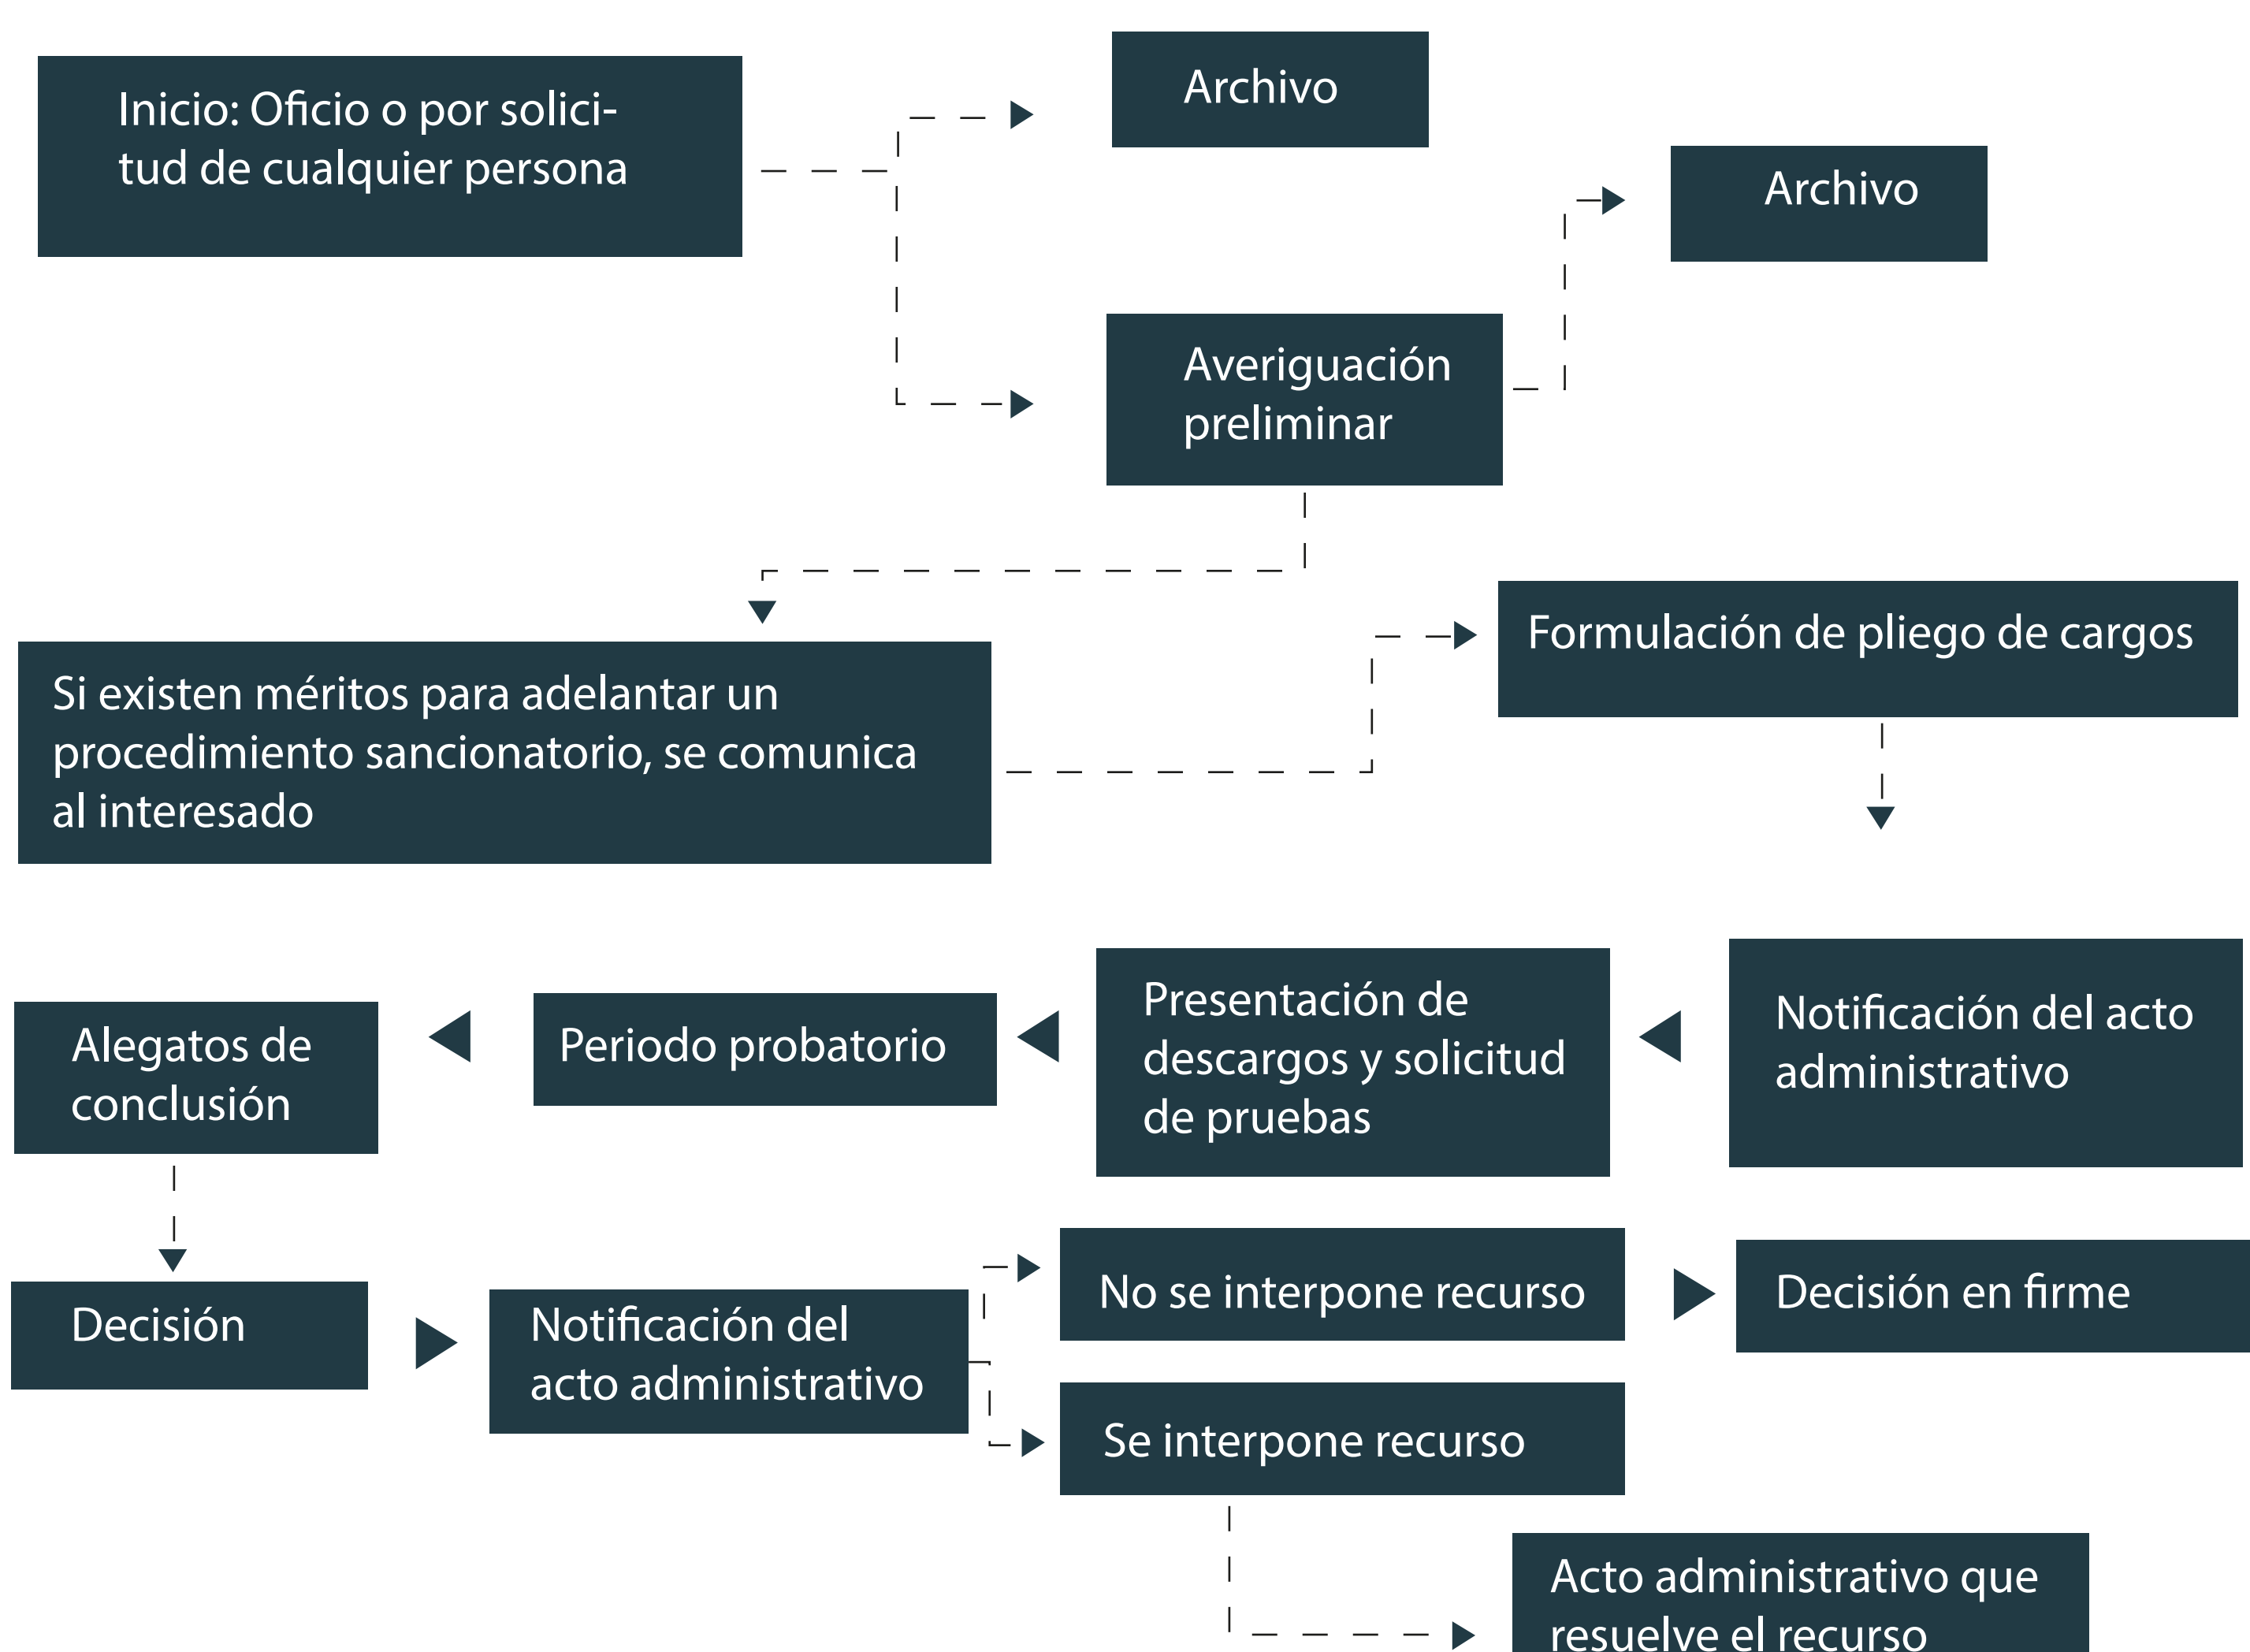 Inicio: Oficio o por solici-
tud de cualquier persona
Archivo
Archivo
Averiguación
preliminar
Si existen méritos para adelantar un
procedimiento sancionatorio, se comunica
al interesado
Formulación de pliego de cargos
Notificación del acto
administrativo
Presentación de
descargos y solicitud
de pruebas
Periodo probatorio
Alegatos de
conclusión
Decisión
Notificación del
acto administrativo
No se interpone recurso
Decisión en firme
Se interpone recurso
Acto administrativo que
resuelve el recurso